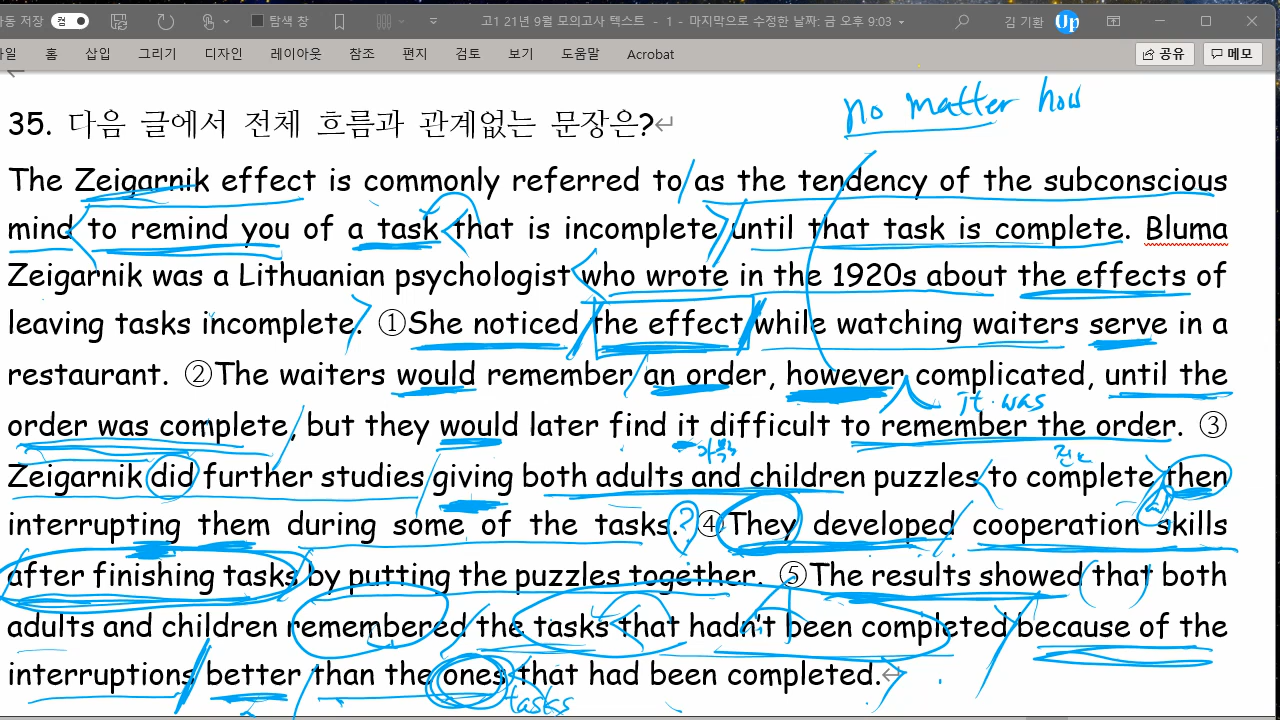 동 저장 컴 탐색 창 고1 21년 9월 모의고사 텍스트 - 1 - 마지막으로 수정한 날짜: 금 오후 9:03 김 기환 Up
일 홈 삽입 그리기 디자인 레이아웃 참조 편지 검토 보기 도움말 Acrobat 공유 메모
no matter how
35. 다음 글에서 전체 흐름과 관계없는 문장은?
The Zeigarnik effect is commonly referred to as the tendency of the subconscious
mind to remind you of a task that is incomplete until that task is complete. Bluma
Zeigarnik was a Lithuanian psychologist who wrote in the 1920s about the effects of
leaving tasks incomplete. ①She noticed the effect while watching waiters serve in a
restaurant. ②The waiters would remember an order, however complicated, until the
it was
order was complete, but they would later find it difficult to remember the order. ③
Zeigarnik did further studies giving both adults and children puzzles to complete then
interrupting them during some of the tasks. ④They developed cooperation skills
after finishing tasks by putting the puzzles together. ⑤The results showed that both
adults and children remembered the tasks that hadn't been completed because of the
interruptions better than the ones that had been completed.
tasks